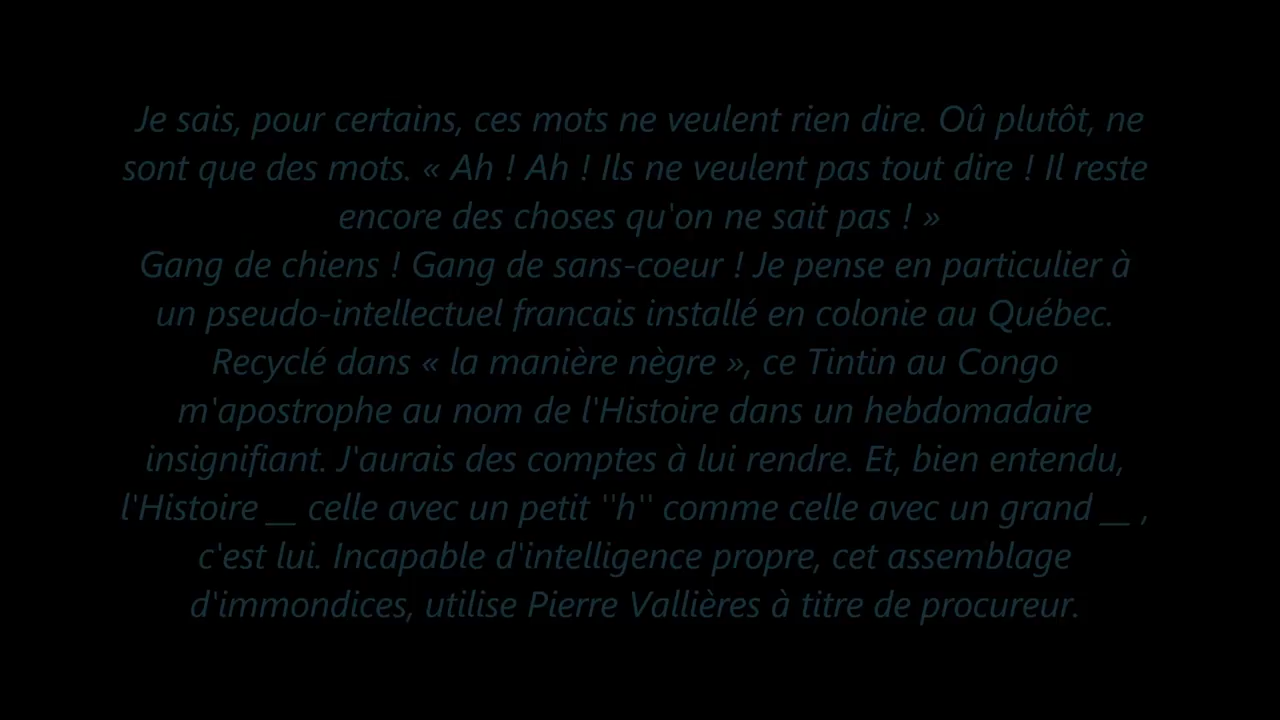 Je sais, pour certains, ces mots ne veulent rien dire. Oû plutôt, ne
sont que des mots. « Ah ! Ah ! Ils ne veulent pas tout dire ! Il reste
encore des choses qu'on ne sait pas ! »
Gang de chiens ! Gang de sans-coeur ! Je pense en particulier à
un pseudo-intellectuel francais installé en colonie au Québec.
Recyclé dans « la manière nègre », ce Tintin au Congo
m'apostrophe au nom de l'Histoire dans un hebdomadaire
insignifiant. J'aurais des comptes à lui rendre. Et, bien entendu,
l'Histoire __ celle avec un petit ''h'' comme celle avec un grand __ ,
c'est lui. Incapable d'intelligence propre, cet assemblage
d'immondices, utilise Pierre Vallières à titre de procureur.